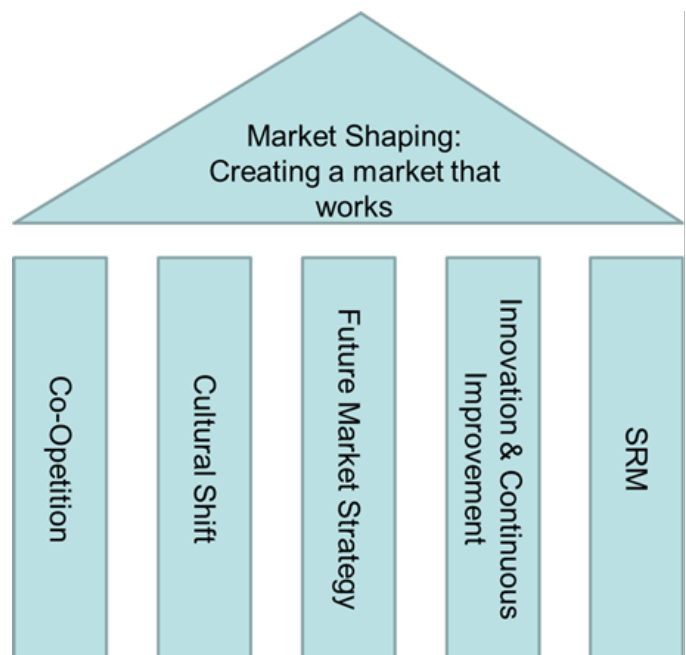 Market Shaping:
Creating a market that
works
Co-Opetition
Cultural Shift
Future Market Strategy
Innovation & Continuous
Improvement
SRM